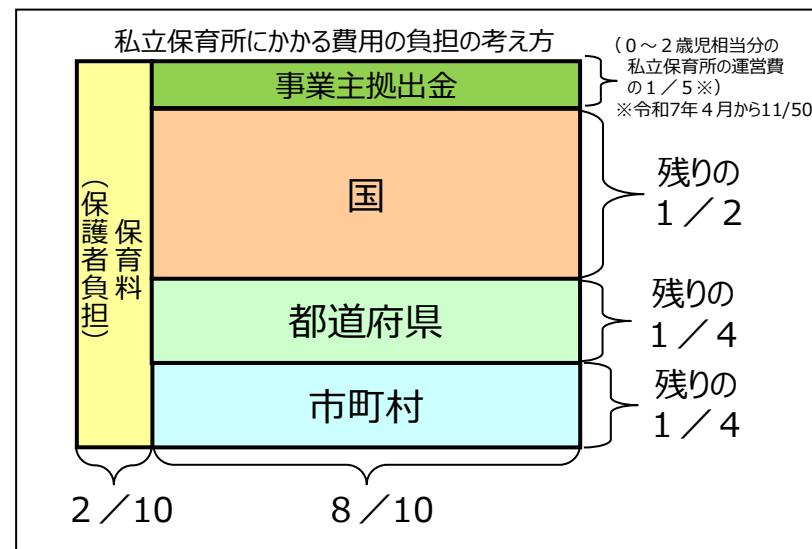 私立保育所にかかる費用の負担の考え方
(０～２歳児相当分の
私立保育所の運営費
の１／５※)
※令和7年４月から11/50
事業主拠出金
国
都道府県
市町村
保育料
(保護者負担)
残りの
１／２
残りの
１／４
残りの
１／４
２／10
８／10